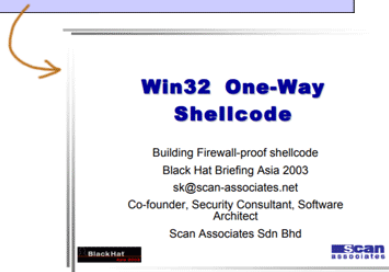 Win32 One-Way
Shellcode
Building Firewall-proof shellcode
Black Hat Briefing Asia 2003
sk@scan-associates.net
Co-founder, Security Consultant, Software
Architect
Scan Associates Sdn Bhd
BlackHat
scan
associates